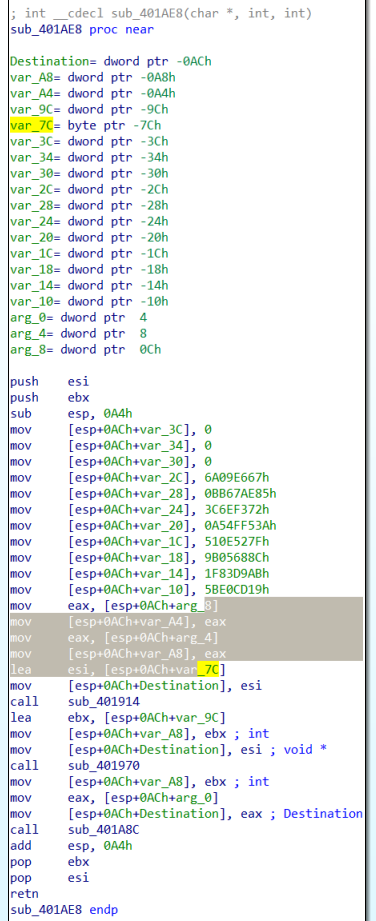 ; int __cdecl sub_401AE8(char *, int, int)
sub_401AE8 proc near
Destination= dword ptr -0ACh
var_A8= dword ptr -0A8h
var_A4= dword ptr -0A4h
var_9C= dword ptr -9Ch
var_7C= byte ptr -7Ch
var_3C= dword ptr -3Ch
var_34= dword ptr -34h
var_30= dword ptr -30h
var_2C= dword ptr -2Ch
var_28= dword ptr -28h
var_24= dword ptr -24h
var_20= dword ptr -20h
var_1C= dword ptr -1Ch
var_18= dword ptr -18h
var_14= dword ptr -14h
var_10= dword ptr -10h
arg_0= dword ptr  4
arg_4= dword ptr  8
arg_8= dword ptr  0Ch
push    esi
push    ebx
sub     esp, 0A4h
mov     [esp+0ACh+var_3C], 0
mov     [esp+0ACh+var_34], 0
mov     [esp+0ACh+var_30], 0
mov     [esp+0ACh+var_2C], 6A09E667h
mov     [esp+0ACh+var_28], 0BB67AE85h
mov     [esp+0ACh+var_24], 3C6EF372h
mov     [esp+0ACh+var_20], 0A54FF53Ah
mov     [esp+0ACh+var_1C], 510E527Fh
mov     [esp+0ACh+var_18], 9B05688Ch
mov     [esp+0ACh+var_14], 1F83D9ABh
mov     [esp+0ACh+var_10], 5BE0CD19h
mov     eax, [esp+0ACh+arg_8]
mov     [esp+0ACh+var_A4], eax
mov     eax, [esp+0ACh+arg_4]
mov     [esp+0ACh+var_A8], eax
lea     esi, [esp+0ACh+var_7C]
mov     [esp+0ACh+Destination], esi
call    sub_401914
lea     ebx, [esp+0ACh+var_9C]
mov     [esp+0ACh+var_A8], ebx ; int
mov     [esp+0ACh+Destination], esi ; void *
call    sub_401970
mov     [esp+0ACh+var_A8], ebx ; int
mov     eax, [esp+0ACh+arg_0]
mov     [esp+0ACh+Destination], eax ; Destination
call    sub_401A8C
add     esp, 0A4h
pop     ebx
pop     esi
retn
sub_401AE8 endp